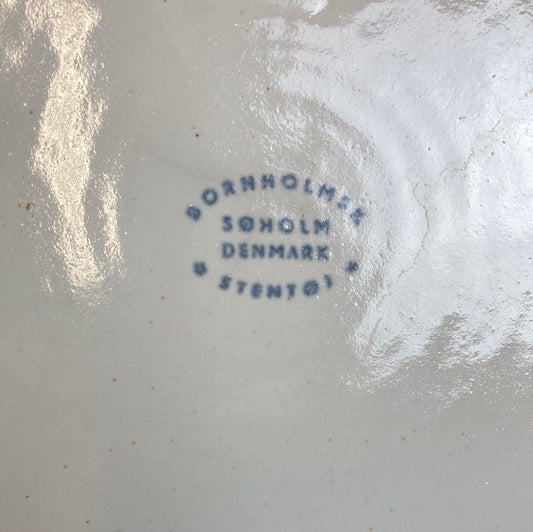 BORNHOLMSK
SØHOLM
DENMARK
* STENTØJ *